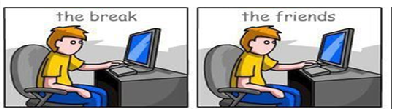 the break
the friends